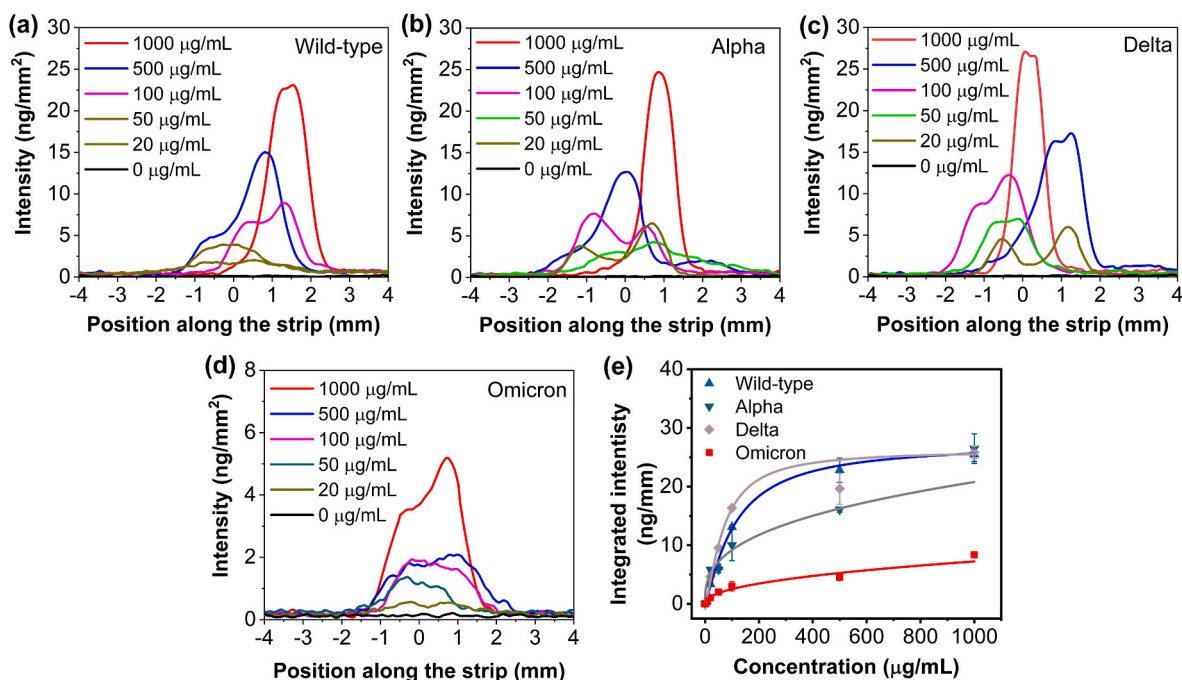 (a)
30
25
20
15
10
5
0
Intensity (ng/mm²)
1000 μg/mL
500 μg/mL
100 μg/mL
50 μg/mL
20 μg/mL
0 μg/mL
Wild-type
-4 -3 -2 -1 0 1 2 3 4
Position along the strip (mm)
(b)
30
25
20
15
10
5
0
Intensity (ng/mm²)
1000 μg/mL
500 μg/mL
100 μg/mL
50 μg/mL
20 μg/mL
0 μg/mL
Alpha
-4 -3 -2 -1 0 1 2 3 4
Position along the strip (mm)
(c)
30
25
20
15
10
5
0
Intensity (ng/mm²)
1000 μg/mL
500 μg/mL
100 μg/mL
50 μg/mL
20 μg/mL
0 μg/mL
Delta
-4 -3 -2 -1 0 1 2 3 4
Position along the strip (mm)
(d)
8
6
4
2
0
Intensity (ng/mm²)
1000 μg/mL
500 μg/mL
100 μg/mL
50 μg/mL
20 μg/mL
0 μg/mL
Omicron
-4 -3 -2 -1 0 1 2 3 4
Position along the strip (mm)
(e)
40
30
20
10
0
Integrated intentisty
(ng/mm)
Wild-type
Alpha
Delta
Omicron
0 200 400 600 800 1000
Concentration (μg/mL)